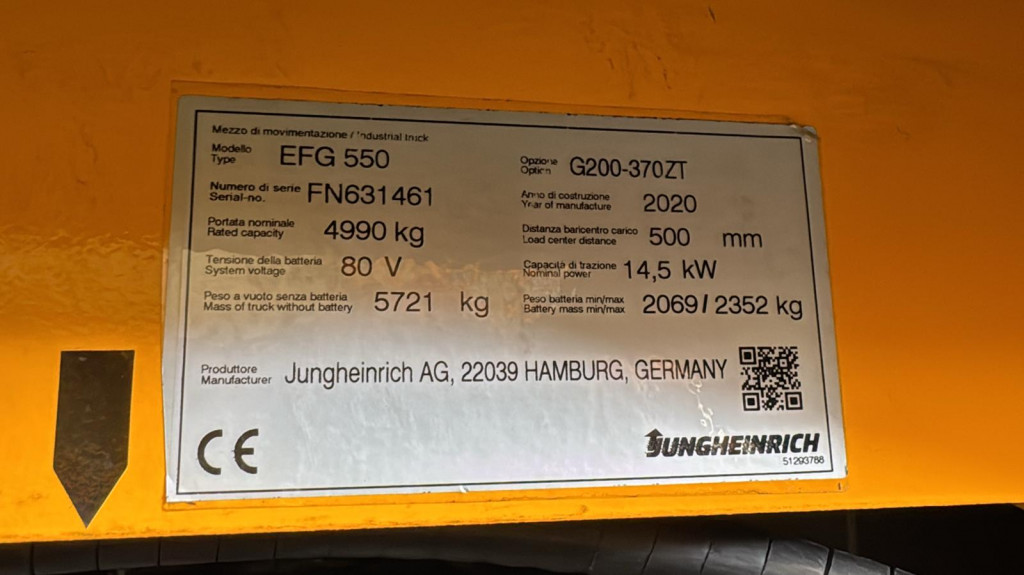 Mezzo di movimentazione / Industrial truck
Modello
Type
EFG 550
Opzione
Option
G200-370ZT
Numero di serie
Serial-no.
FN631461
Anno di costruzione
Year of manufacture
2020
Portata nominale
Rated capacity
4990 kg
Distanza baricentro carico
Load center distance
500 mm
Tensione della batteria
System voltage
80 V
Capacità di trazione
Nominal power
14,5 kW
Peso a vuoto senza batteria
Mass of truck without battery
5721 kg
Peso batteria min/max
Battery mass min/max
2069/2352 kg
Produttore
Manufacturer
Jungheinrich AG, 22039 HAMBURG, GERMANY
CE
JUNGHEINRICH
51293788